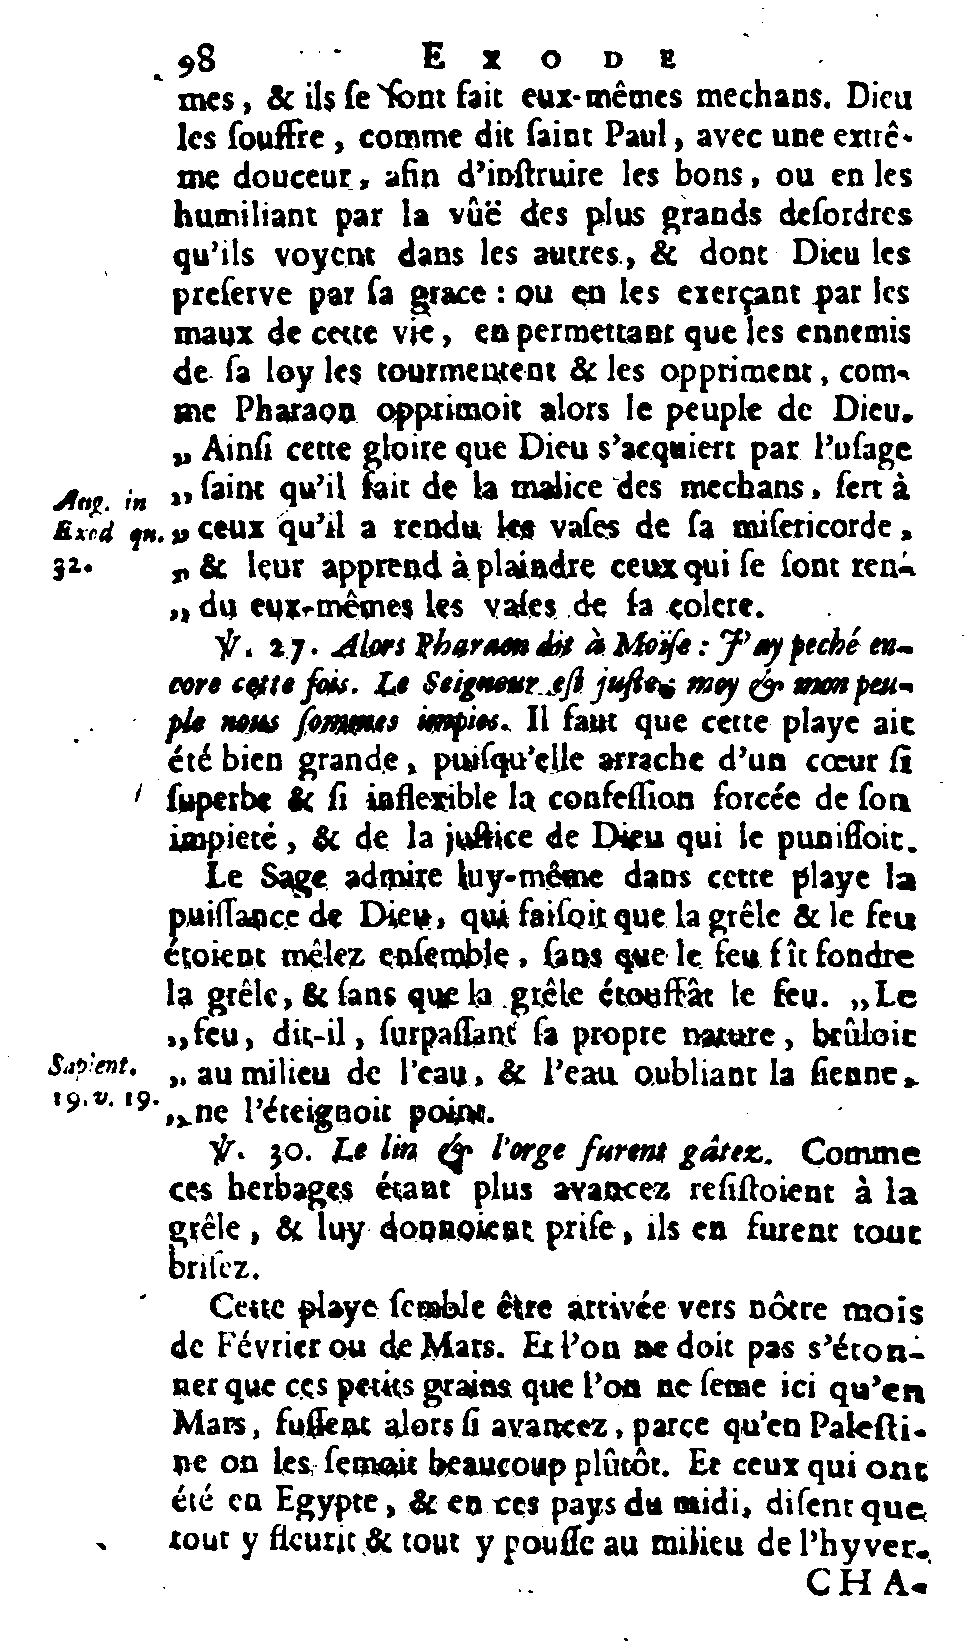 98 EXODE
mes, & ils ſe ſont fait eux-mêmes mechans. Dieu
les ſouffre, comme dit ſaint Paul, avec une extrê-
me douceur, afin d'inſtruire les bons, ou en les
humiliant par la vûë des plus grands deſordres
qu'ils voyent dans les autres, & dont Dieu les
preſerve par ſa grace : ou en les exerçant par les
maux de cette vie, en permettant que les ennemis
de ſa loy les tourmentent & les oppriment, com-
me Pharaon opprimoit alors le peuple de Dieu.
„ Ainſi cette gloire que Dieu s'acquiert par l'uſage
Aug. in „ ſaint qu'il fait de la malice des mechans, ſert à
Exod qu. „ ceux qu'il a rendu les vaſes de ſa miſericorde,
32. „ & leur apprend à plaindre ceux qui ſe ſont ren-
„ du eux-mêmes les vaſes de ſa colere.
℣. 27. Alors Pharaon dit à Moïſe : J'ay peché en-
core cette fois. Le Seigneur eſt juſte; moy & mon peu-
ple nous ſommes impies. Il faut que cette playe ait
été bien grande, puiſqu'elle arrache d'un cœur ſi
ſuperbe & ſi inflexible la confeſſion forcée de ſon
impieté, & de la juſtice de Dieu qui le puniſſoit.
Le Sage admire luy-même dans cette playe la
puiſſance de Dieu, qui faiſoit que la grêle & le feu
étoient mêlez enſemble, ſans que le feu fît fondre
la grêle, & ſans que la grêle étouffât le feu. „ Le
„ feu, dit-il, ſurpaſſant ſa propre nature, brûloit
Sapient. „ au milieu de l'eau, & l'eau oubliant la ſienne,
19. v. 19. „ ne l'éteignoit point.
℣. 30. Le lin & l'orge furent gâtez. Comme
ces herbages étant plus avancez reſiſtoient à la
grêle, & luy donnoient priſe, ils en furent tout
briſez.
Cette playe ſemble être arrivée vers nôtre mois
de Février ou de Mars. Et l'on ne doit pas s'éton-
ner que ces petits grains que l'on ne ſeme ici qu'en
Mars, fuſſent alors ſi avancez, parce qu'en Paleſti-
ne on les ſemoit beaucoup plûtôt. Et ceux qui ont
été en Egypte, & en ces pays du midi, diſent que
tout y fleurit & tout y pouſſe au milieu de l'hyver.
CHA-